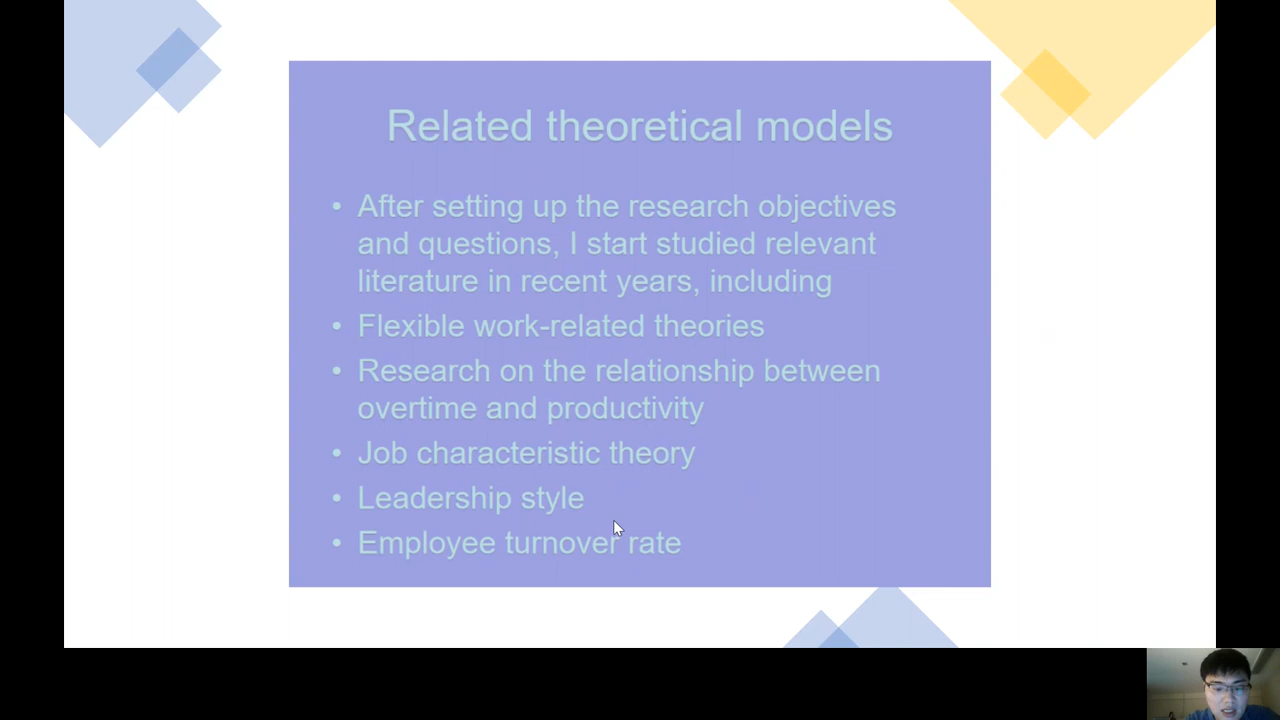 Related theoretical models
• After setting up the research objectives
and questions, I start studied relevant
literature in recent years, including
• Flexible work-related theories
• Research on the relationship between
overtime and productivity
• Job characteristic theory
• Leadership style
• Employee turnover rate